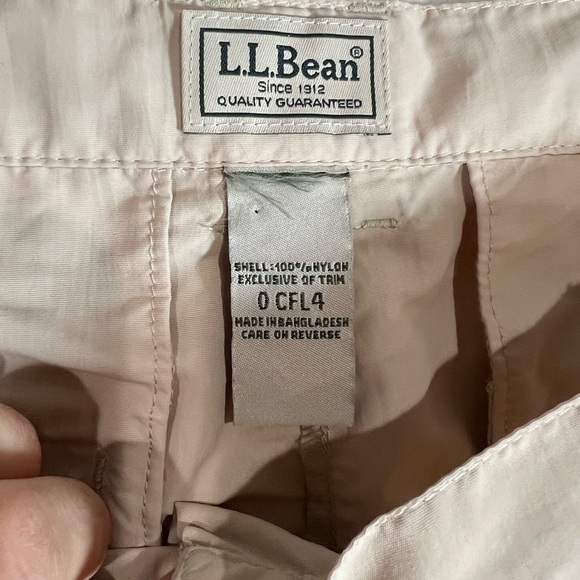 L.L.Bean®
Since 1912
QUALITY GUARANTEED
SHELL:100%NYLON
EXCLUSIVE OF TRIM
0 CFL4
MADE IN BANGLADESH
CARE ON REVERSE